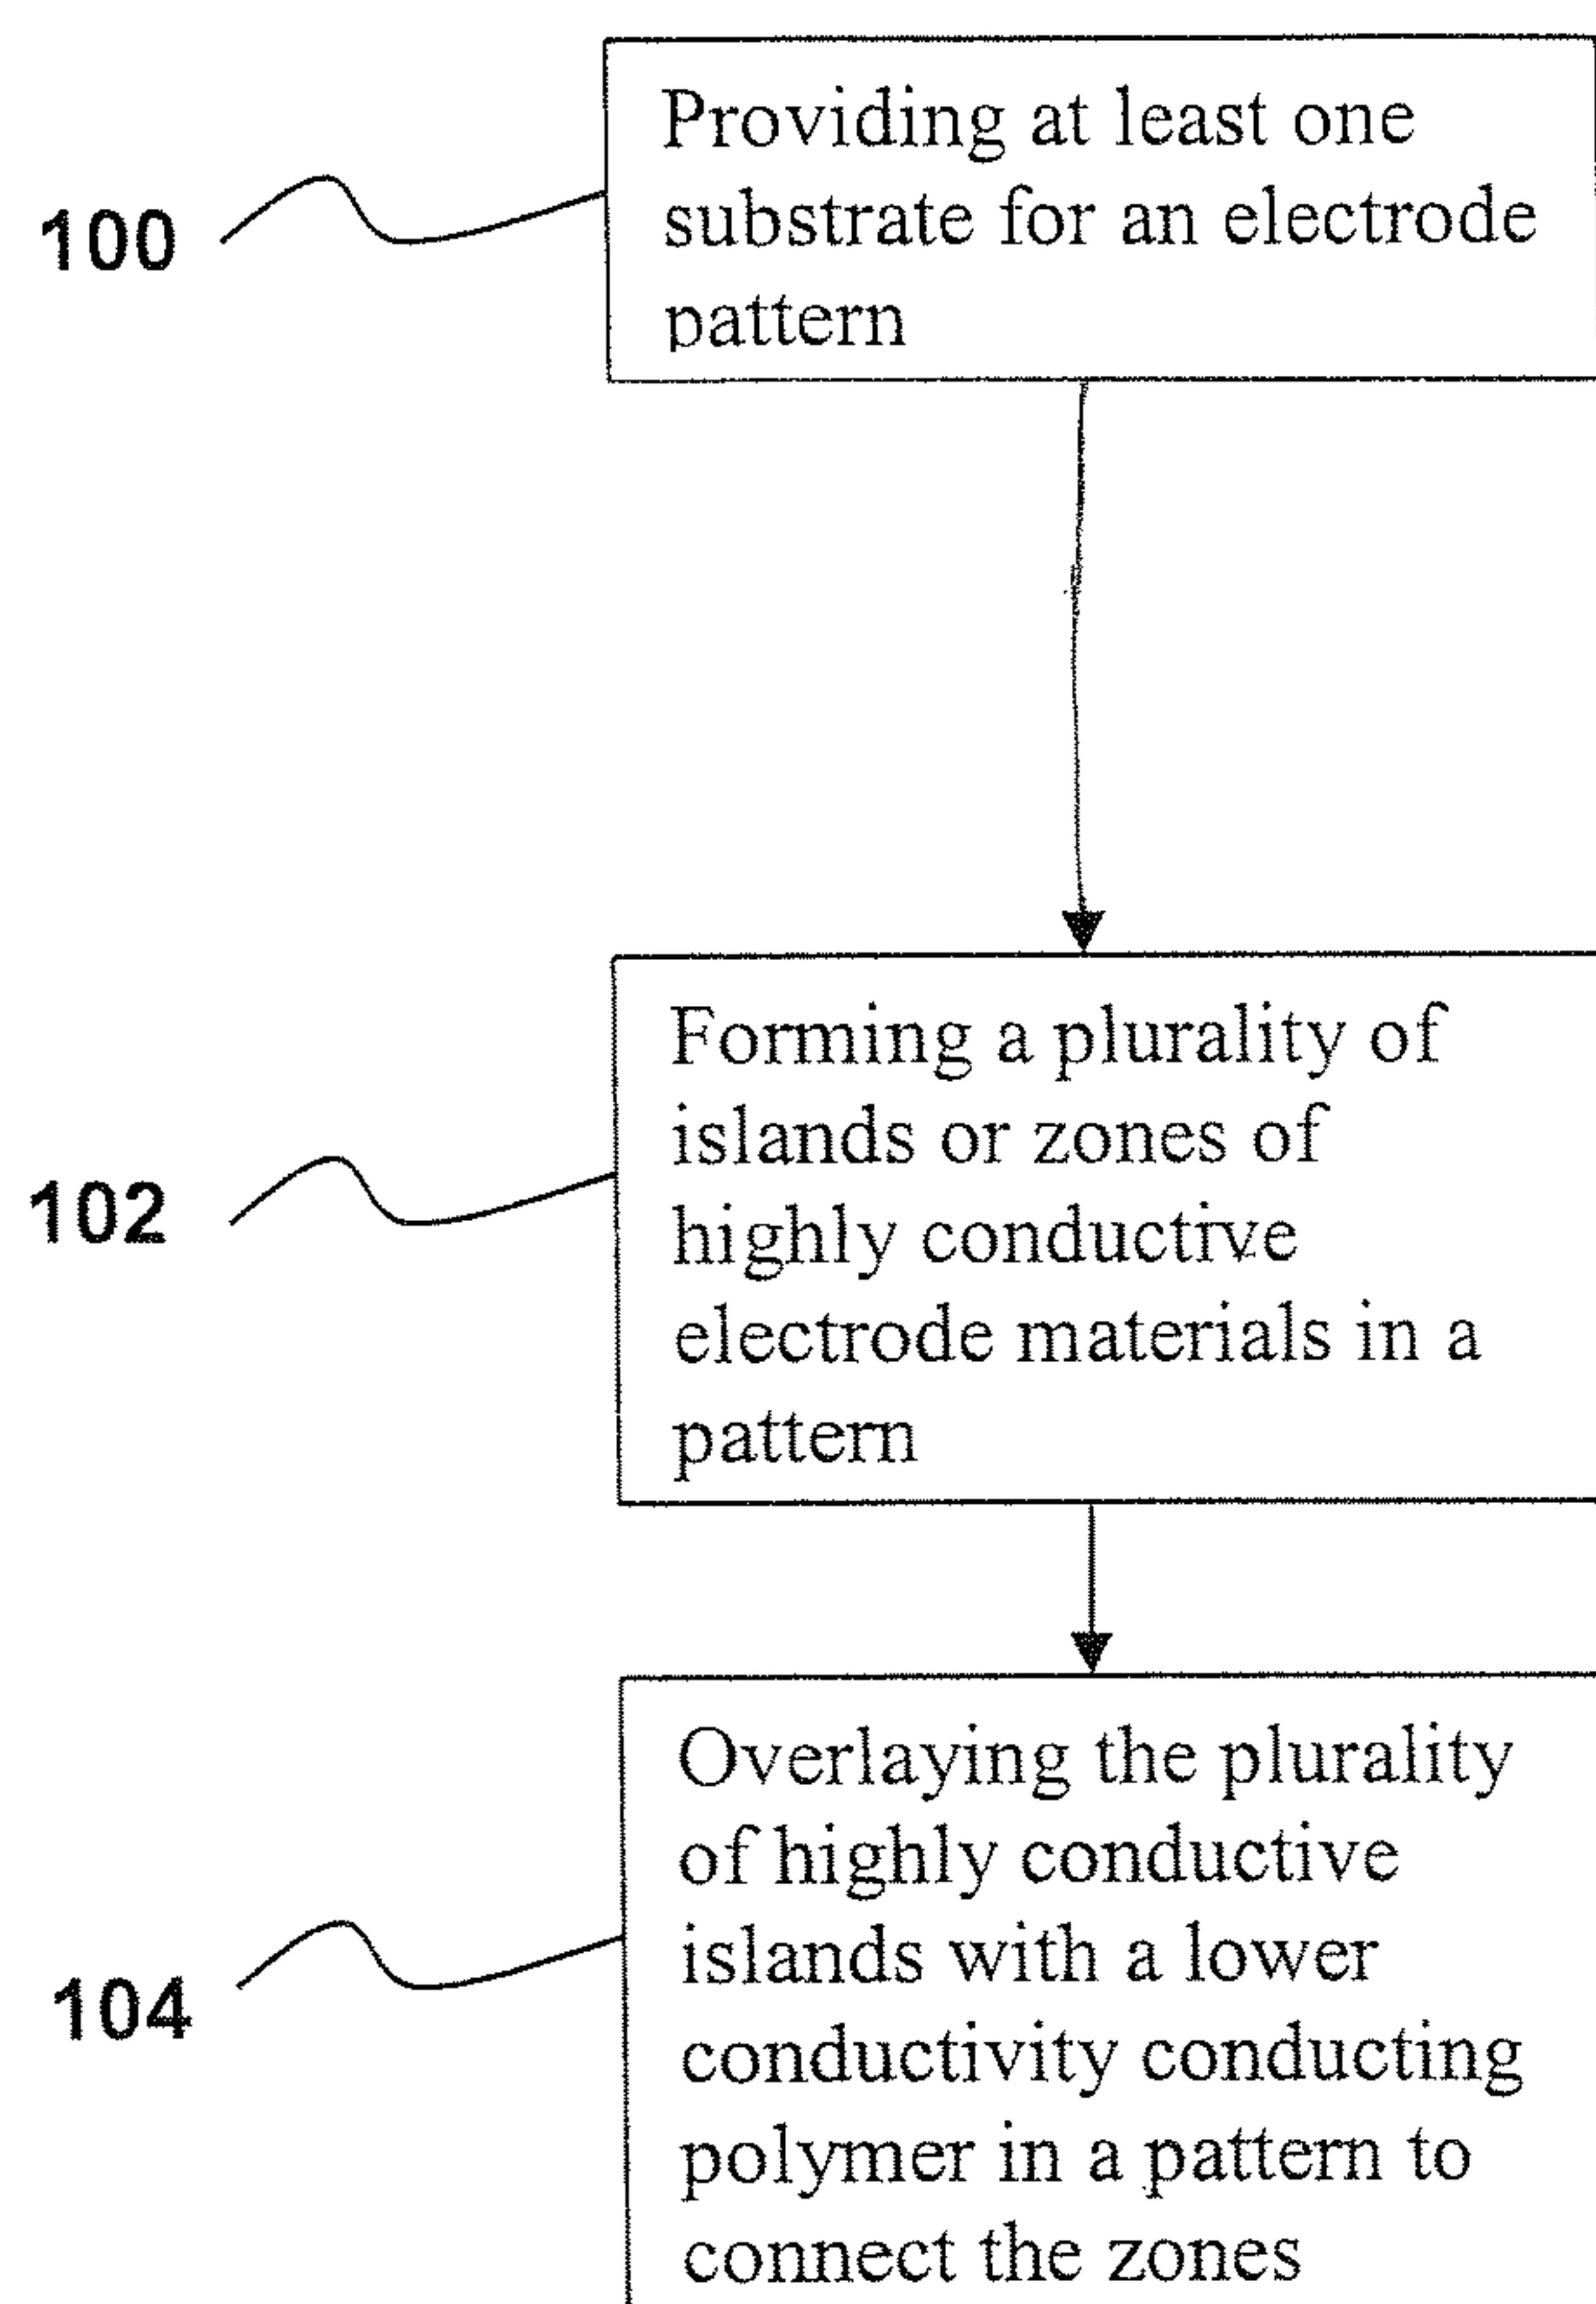 Providing at least one
substrate for an electrode
pattern
100
Forming a plurality of
islands or zones of
highly conductive
electrode materials in a
pattern
102
Overlaying the plurality
of highly conductive
islands with a lower
conductivity conducting
polymer in a pattern to
connect the zones
104